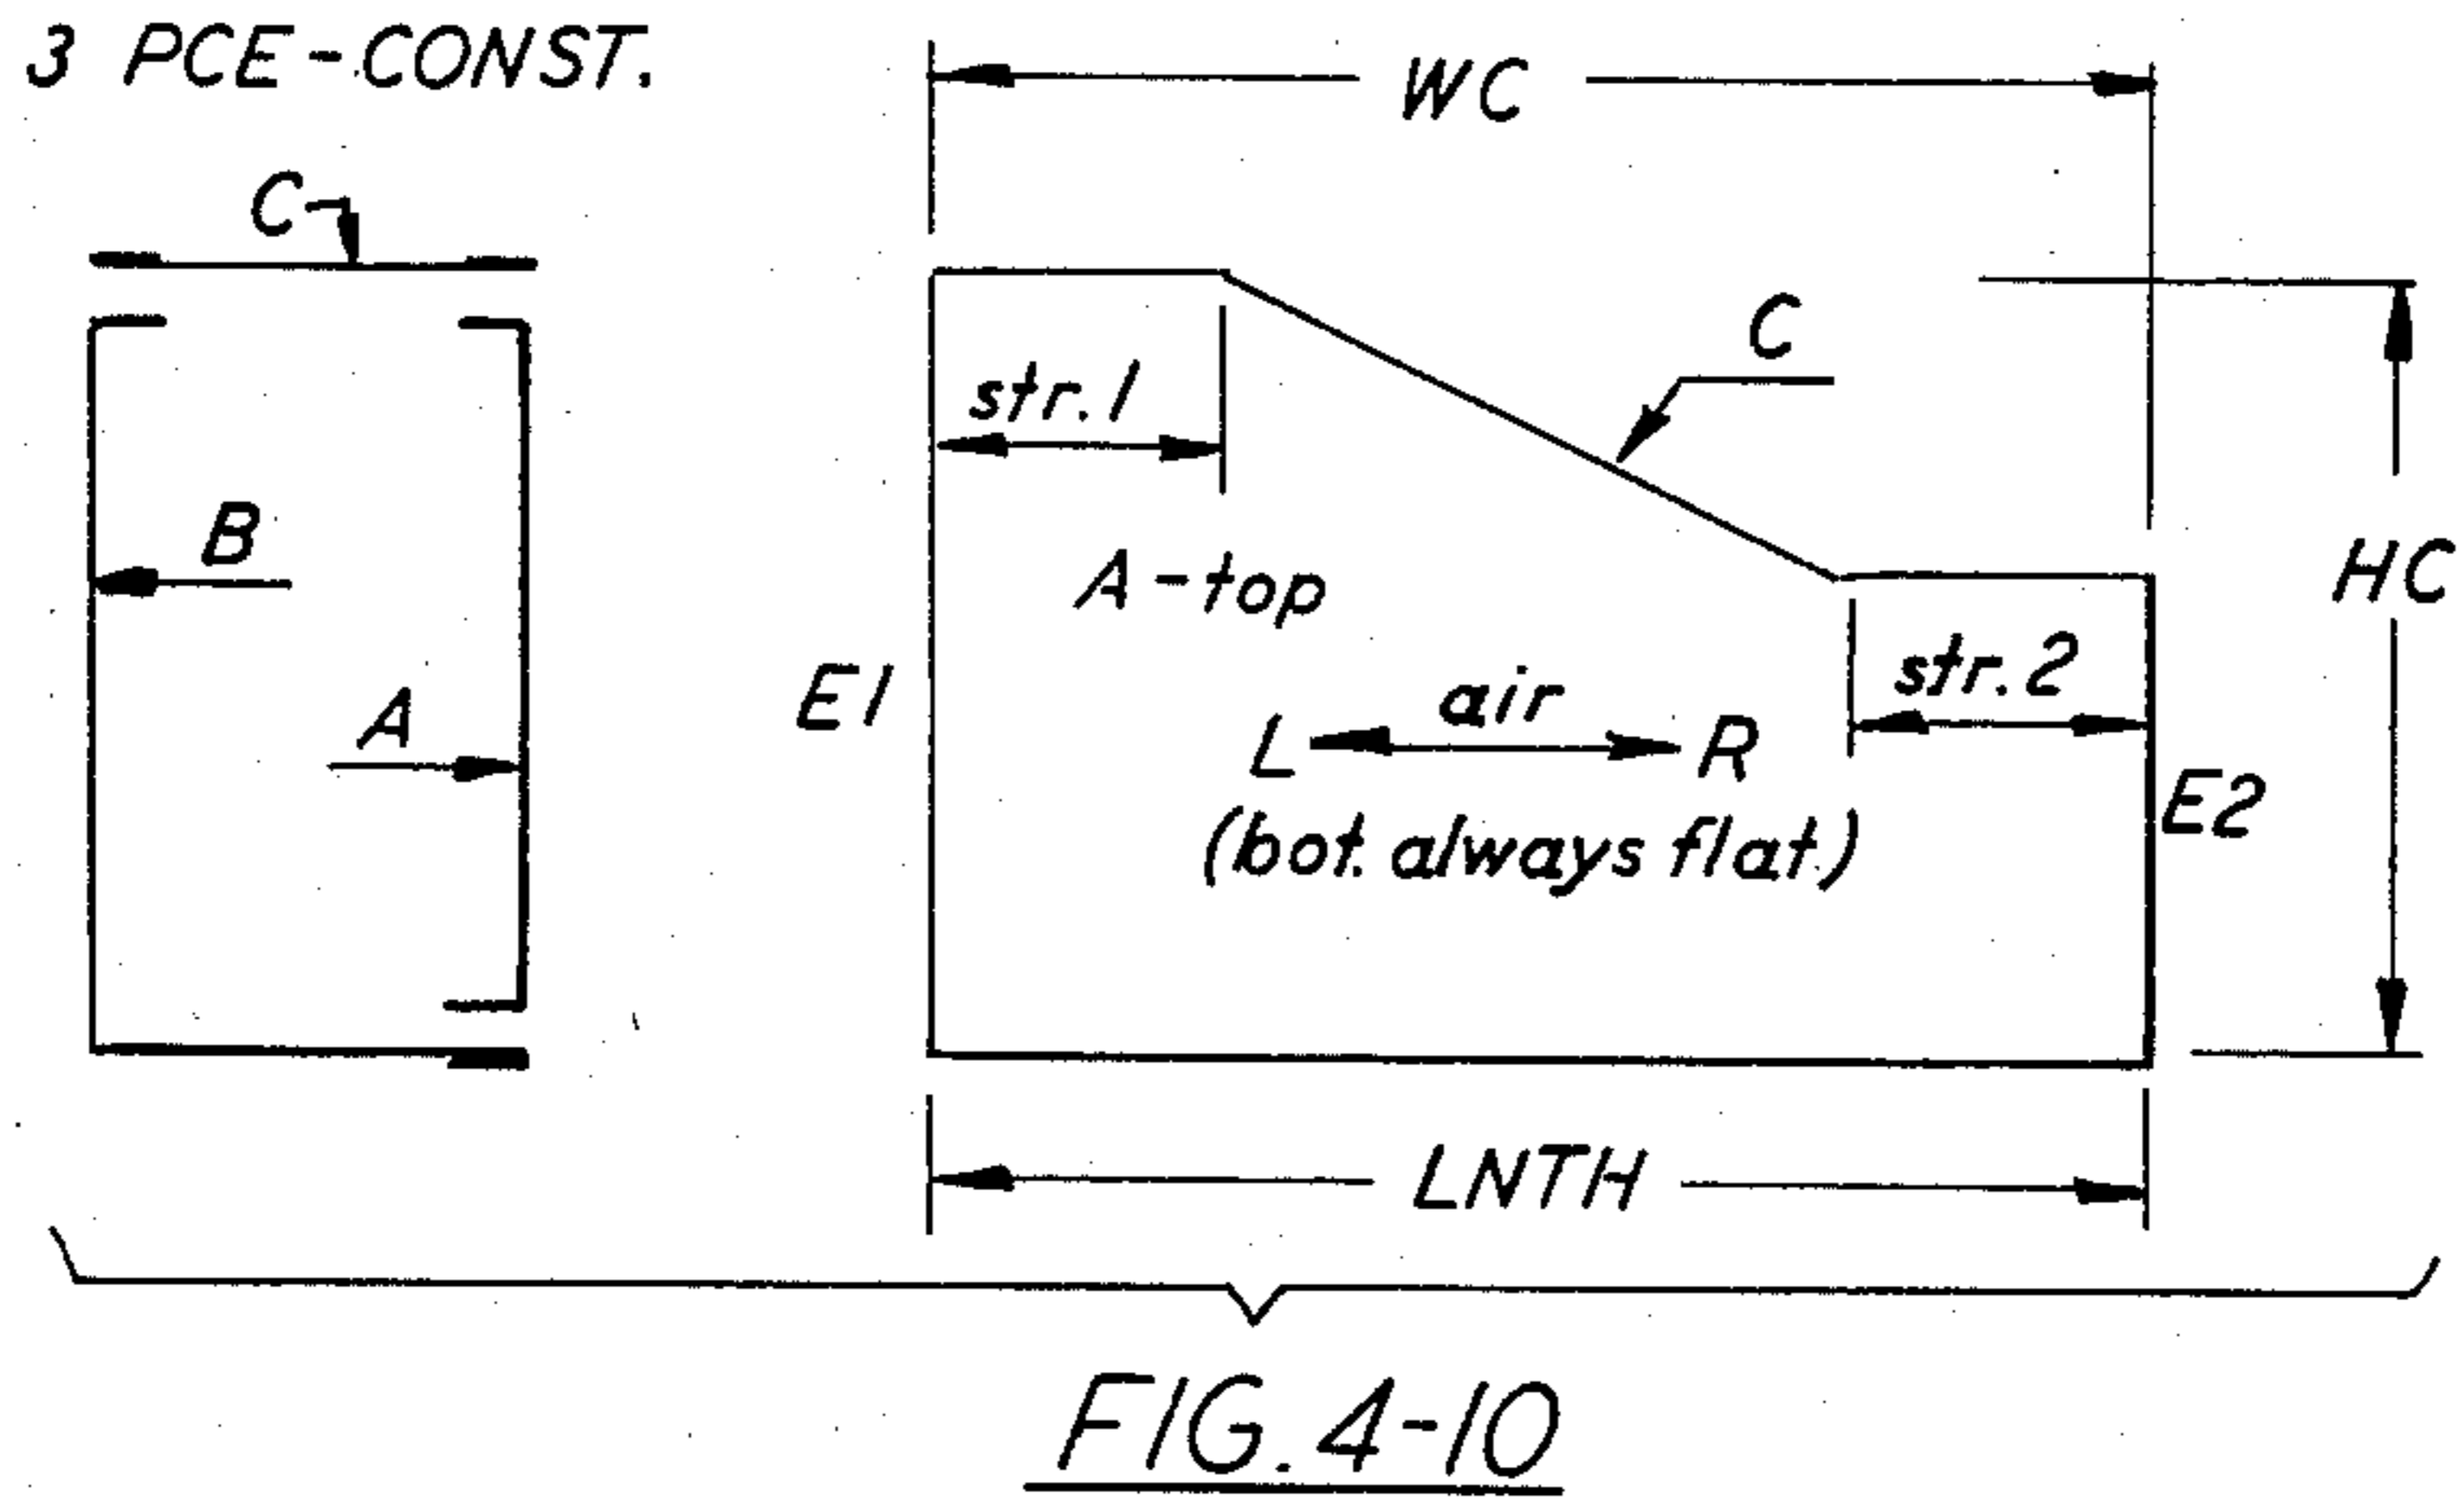 3 PCE-CONST.
WC
C
C
str. 1
B
A-top
HC
A
E1
str. 2
air
L R
E2
(bot. always flat)
LNTH
FIG. 4-10